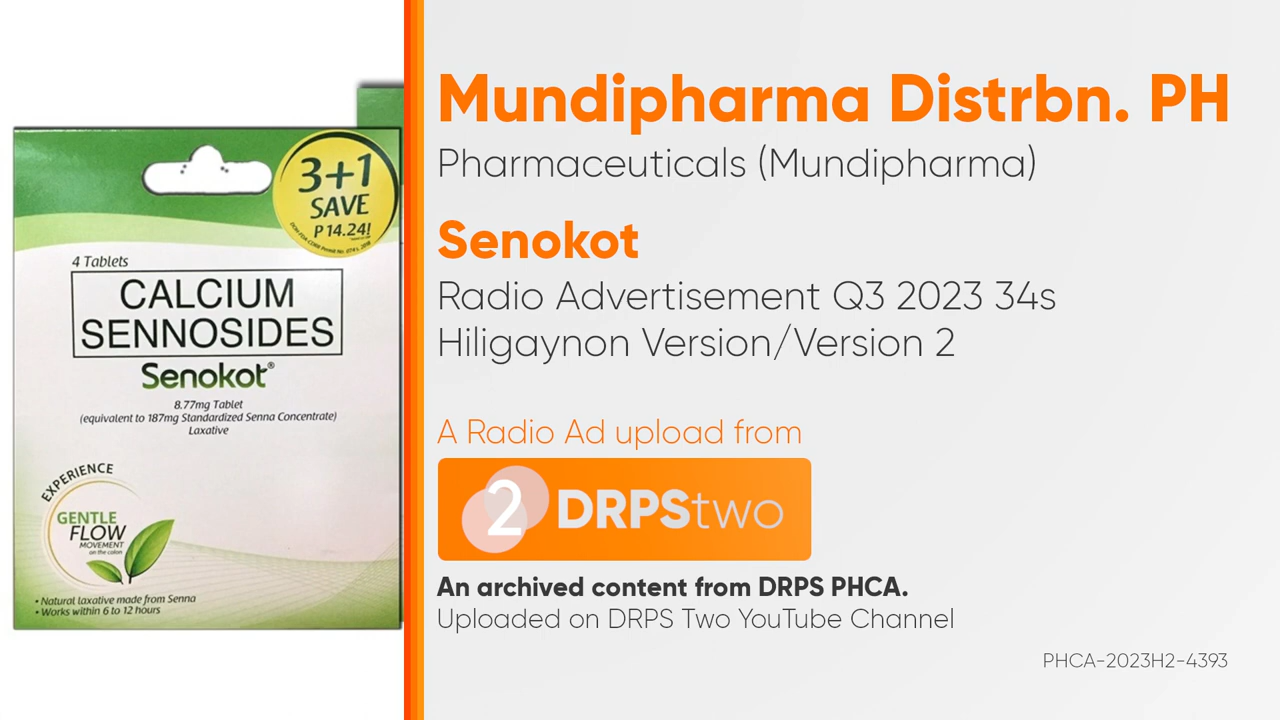 3+1
SAVE
P 14.24!
4 Tablets
CALCIUM
SENNOSIDES
Senokot®
8.77mg Tablet
(equivalent to 187mg Standardized Senna Concentrate)
Laxative
EXPERIENCE
GENTLE
FLOW
MOVEMENT
on the colon
• Natural laxative made from Senna
• Works within 6 to 12 hours
Mundipharma Distrbn. PH
Pharmaceuticals (Mundipharma)
Senokot
Radio Advertisement Q3 2023 34s
Hiligaynon Version/Version 2
A Radio Ad upload from
2 DRPStwo
An archived content from DRPS PHCA.
Uploaded on DRPS Two YouTube Channel
PHCA-2023H2-4393